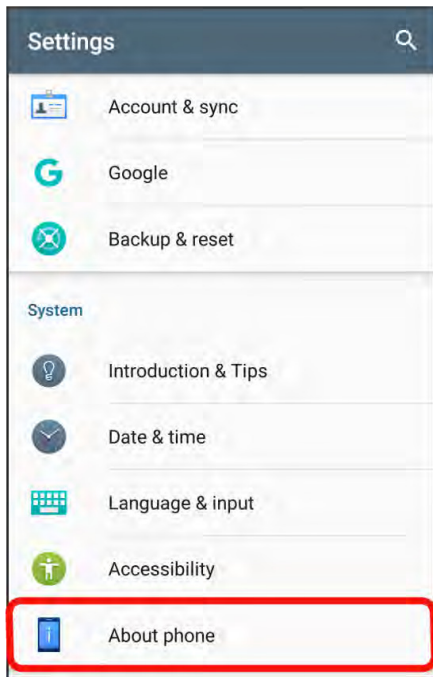 Settings
Account & sync
Google
Backup & reset
System
Introduction & Tips
Date & time
Language & input
Accessibility
About phone